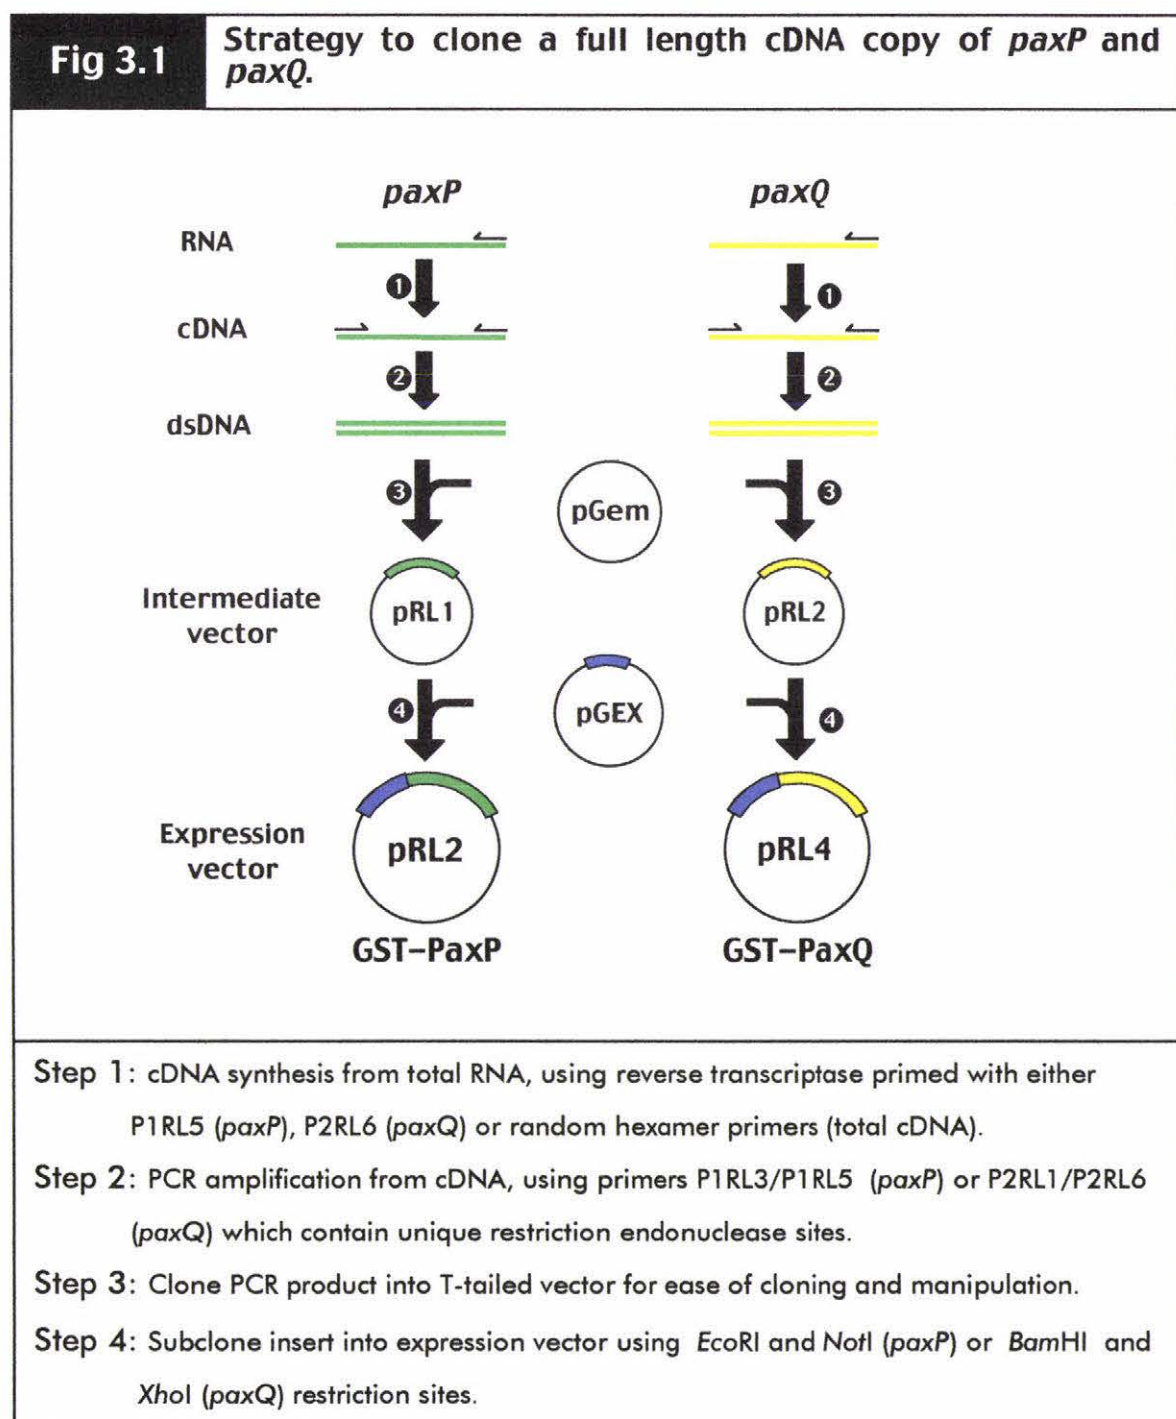 Fig 3.1
Strategy to clone a full length cDNA copy of paxP and
paxQ.
paxP
paxQ
RNA
1
1
cDNA
2
2
dsDNA
3
pGem
3
Intermediate
vector
pRL1
pRL2
4
pGEX
4
Expression
vector
pRL2
pRL4
GST–PaxP
GST–PaxQ
Step 1: cDNA synthesis from total RNA, using reverse transcriptase primed with either
P1RL5 (paxP), P2RL6 (paxQ) or random hexamer primers (total cDNA).
Step 2: PCR amplification from cDNA, using primers P1RL3/P1RL5 (paxP) or P2RL1/P2RL6
(paxQ) which contain unique restriction endonuclease sites.
Step 3: Clone PCR product into T-tailed vector for ease of cloning and manipulation.
Step 4: Subclone insert into expression vector using EcoRI and NotI (paxP) or BamHI and
XhoI (paxQ) restriction sites.